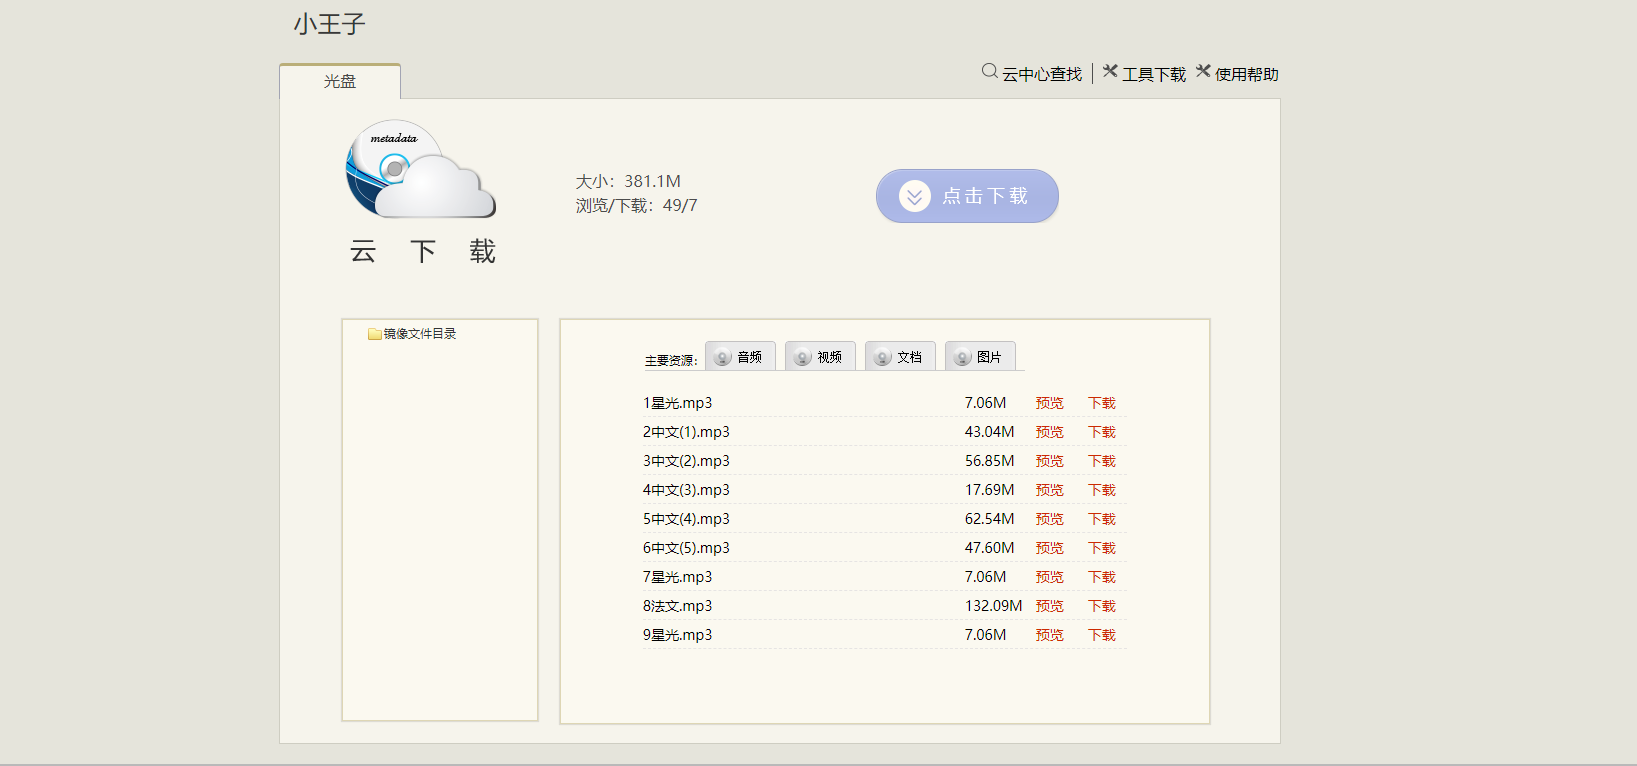 小王子
光盘
云中心查找 工具下载 使用帮助
metadata
云 下 载
大小：381.1M
浏览/下载：49/7
点击下载
镜像文件目录
主要资源： 音频 视频 文档 图片
1星光.mp3 7.06M 预览 下载
2中文(1).mp3 43.04M 预览 下载
3中文(2).mp3 56.85M 预览 下载
4中文(3).mp3 17.69M 预览 下载
5中文(4).mp3 62.54M 预览 下载
6中文(5).mp3 47.60M 预览 下载
7星光.mp3 7.06M 预览 下载
8法文.mp3 132.09M 预览 下载
9星光.mp3 7.06M 预览 下载